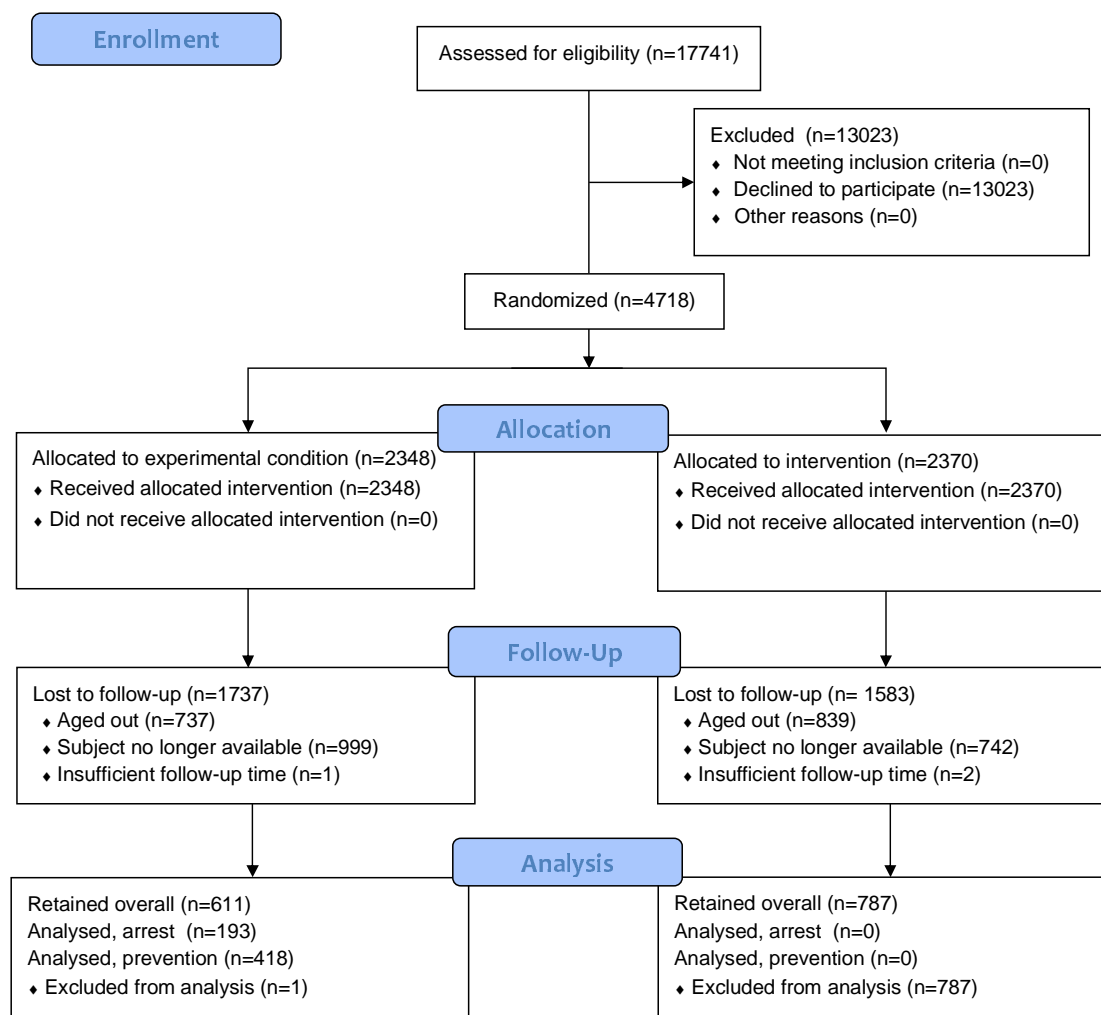 Enrollment
Assessed for eligibility (n=17741)
Excluded  (n=13023)
♦ Not meeting inclusion criteria (n=0)
♦ Declined to participate (n=13023)
♦ Other reasons (n=0)
Randomized (n=4718)
Allocation
Allocated to experimental condition (n=2348)
♦ Received allocated intervention (n=2348)
♦ Did not receive allocated intervention (n=0)
Allocated to intervention (n=2370)
♦ Received allocated intervention (n=2370)
♦ Did not receive allocated intervention (n=0)
Follow-Up
Lost to follow-up (n=1737)
♦ Aged out (n=737)
♦ Subject no longer available (n=999)
♦ Insufficient follow-up time (n=1)
Lost to follow-up (n= 1583)
♦ Aged out (n=839)
♦ Subject no longer available (n=742)
♦ Insufficient follow-up time (n=2)
Analysis
Retained overall (n=611)
Analysed, arrest  (n=193)
Analysed, prevention (n=418)
♦ Excluded from analysis (n=1)
Retained overall (n=787)
Analysed, arrest  (n=0)
Analysed, prevention (n=0)
♦ Excluded from analysis (n=787)